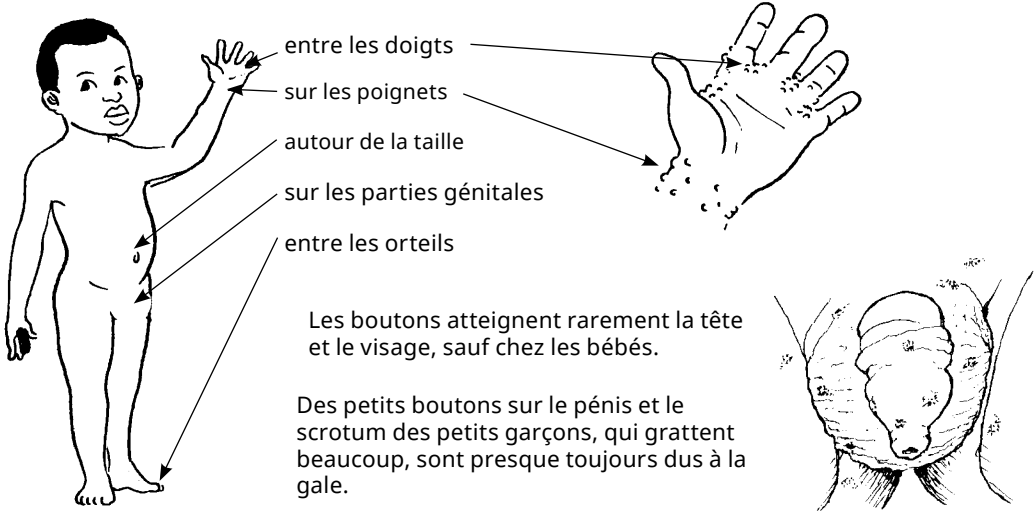 entre les doigts
sur les poignets
autour de la taille
sur les parties génitales
entre les orteils
Les boutons atteignent rarement la tête
et le visage, sauf chez les bébés.
Des petits boutons sur le pénis et le
scrotum des petits garçons, qui grattent
beaucoup, sont presque toujours dus à la
gale.